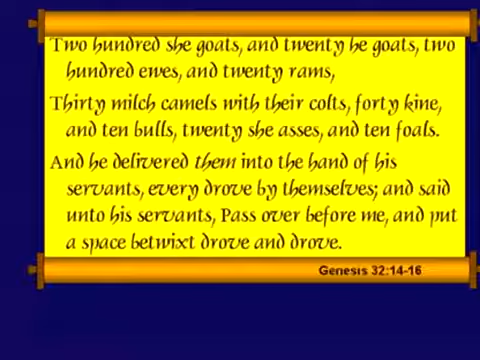 Two hundred she goats, and twenty he goats, two
hundred ewes, and twenty rams,
Thirty milch camels with their colts, forty kine,
and ten bulls, twenty she asses, and ten foals.
And he delivered them into the hand of his
servants, every drove by themselves; and said
unto his servants, Pass over before me, and put
a space betwixt drove and drove.
Genesis 32:14-16